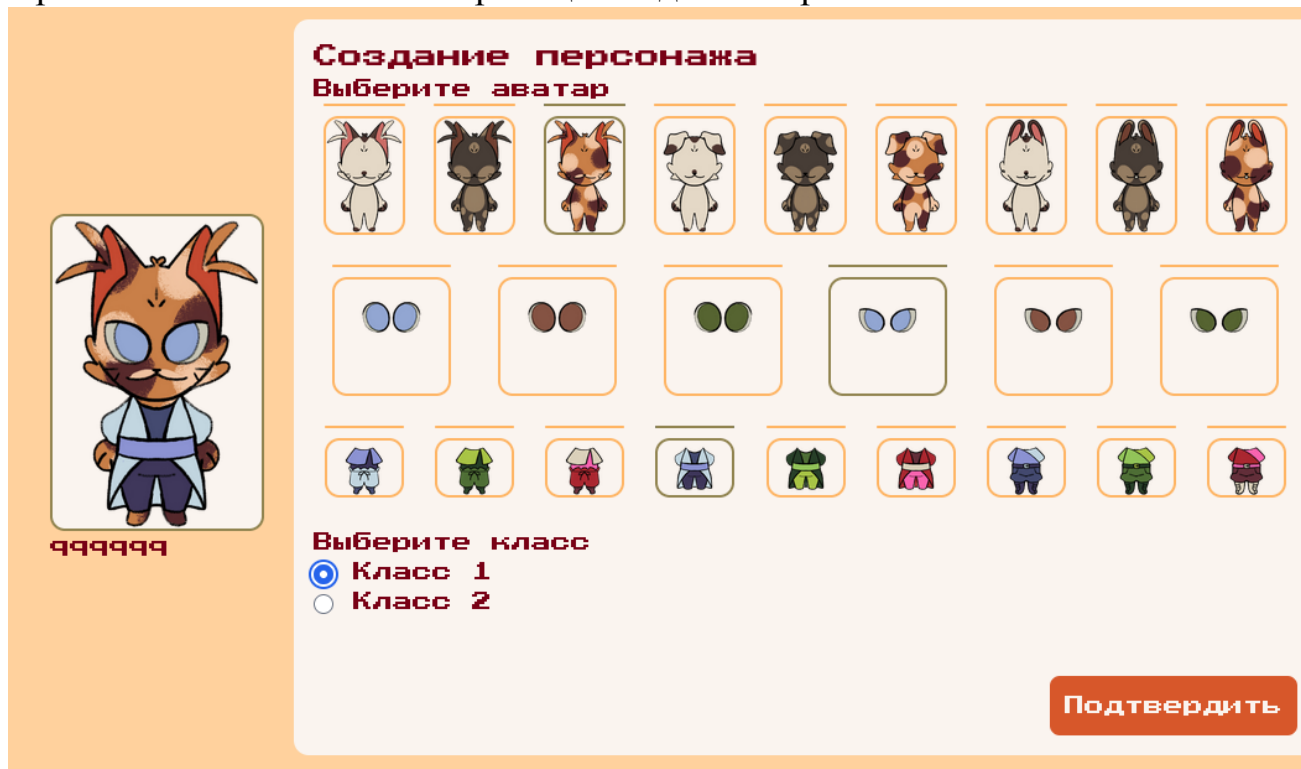 Создание персонажа
Выберите аватар
qqqqqq
Выберите класс
Класс 1
Класс 2
Подтвердить